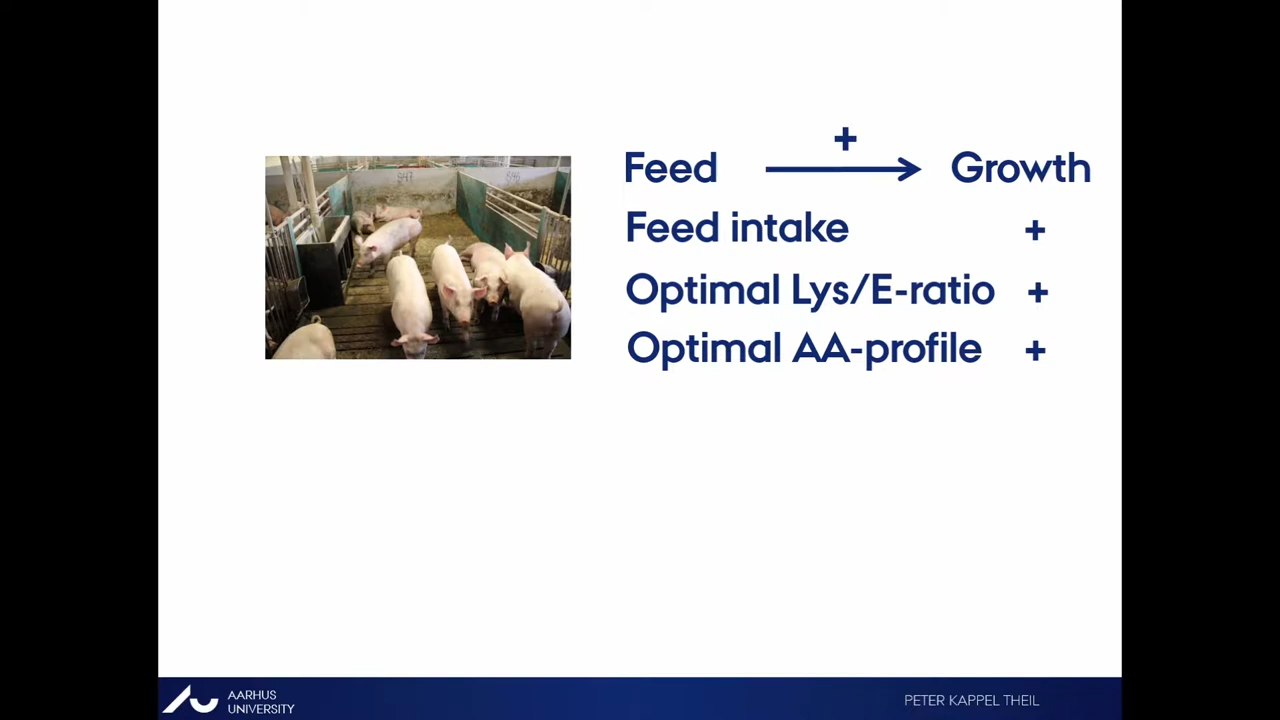 +
Feed → Growth
Feed intake +
Optimal Lys/E-ratio +
Optimal AA-profile +
AARHUS
UNIVERSITY
PETER KAPPEL THEIL